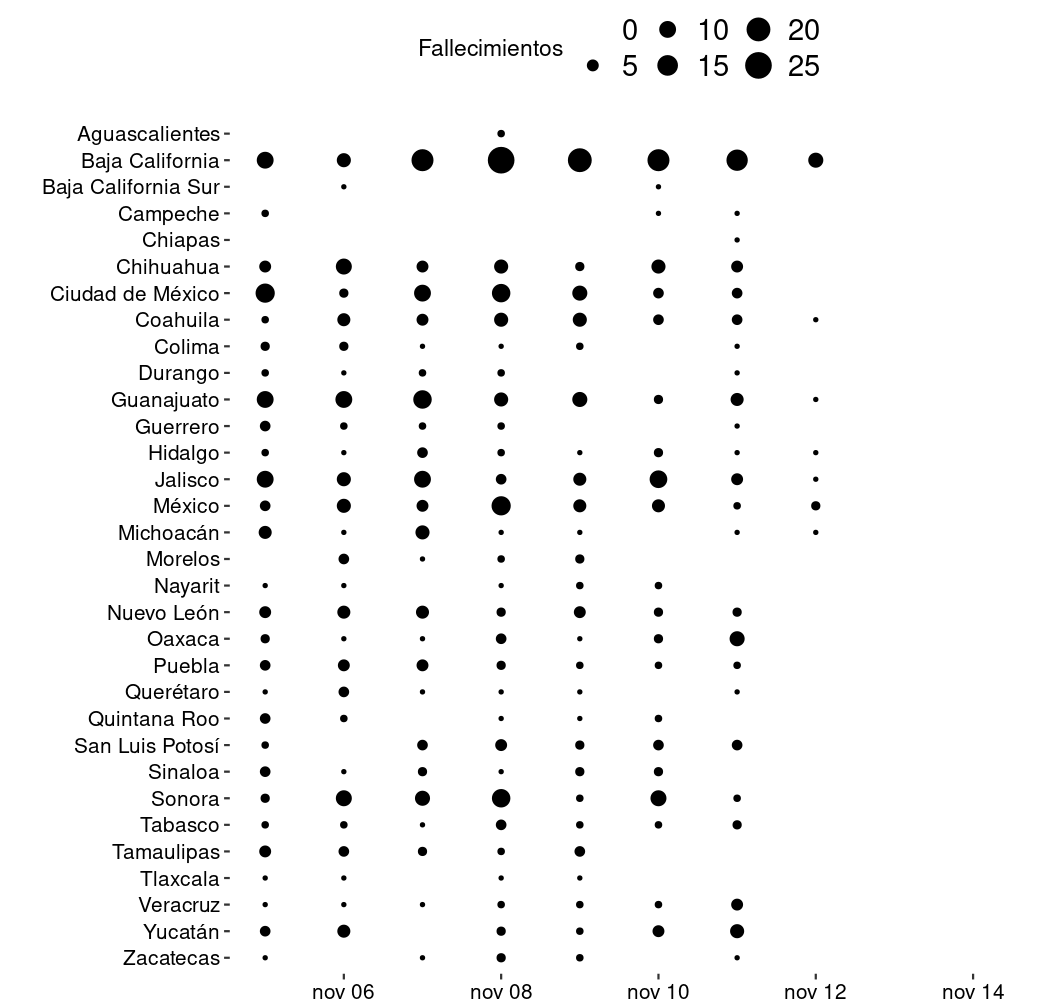 Fallecimientos
0 10 20
5 15 25
Aguascalientes
Baja California
Baja California Sur
Campeche
Chiapas
Chihuahua
Ciudad de México
Coahuila
Colima
Durango
Guanajuato
Guerrero
Hidalgo
Jalisco
México
Michoacán
Morelos
Nayarit
Nuevo León
Oaxaca
Puebla
Querétaro
Quintana Roo
San Luis Potosí
Sinaloa
Sonora
Tabasco
Tamaulipas
Tlaxcala
Veracruz
Yucatán
Zacatecas
nov 06 nov 08 nov 10 nov 12 nov 14